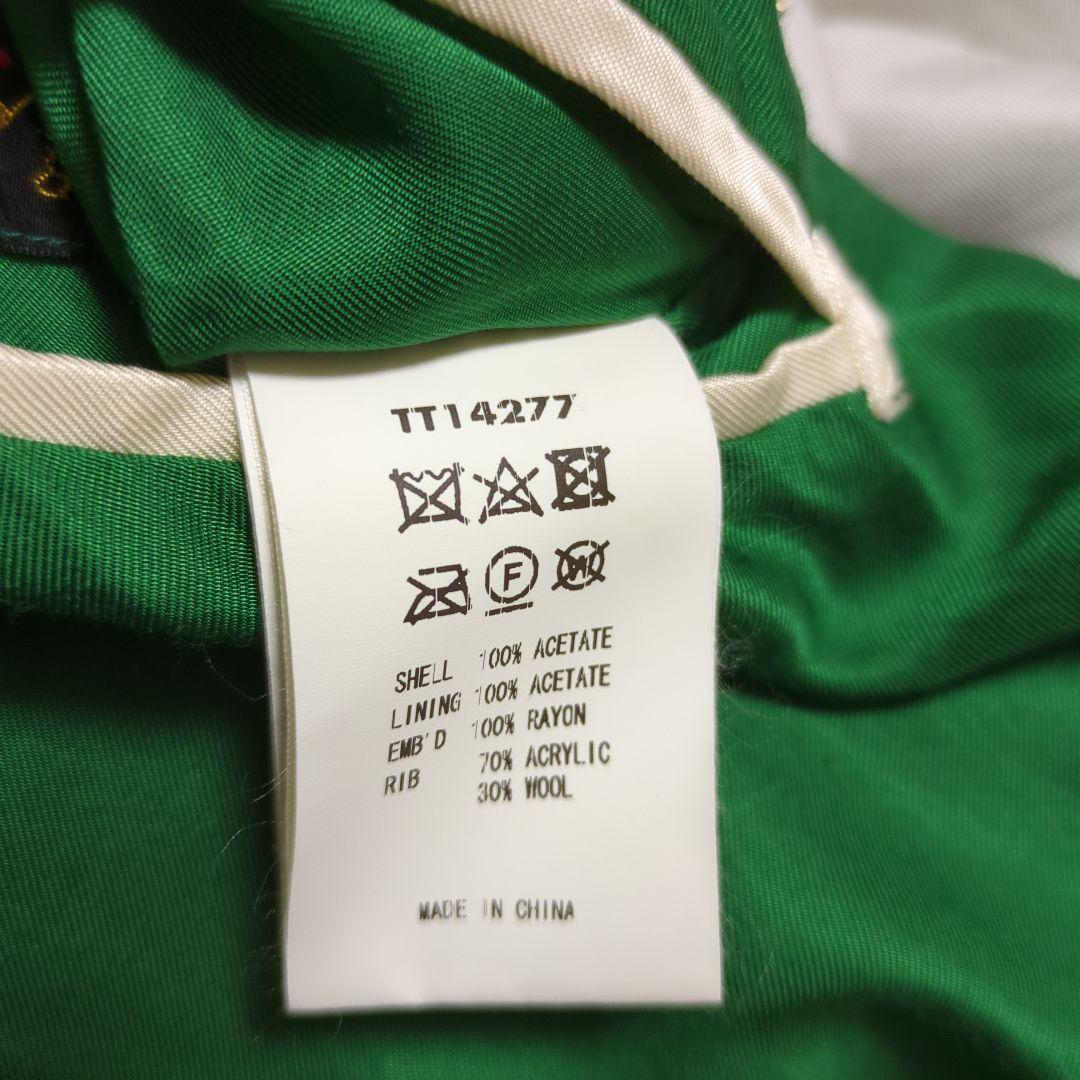 TT14277
F
W
SHELL 100% ACETATE
LINING 100% ACETATE
EMB'D 100% RAYON
RIB 70% ACRYLIC
30% WOOL
MADE IN CHINA